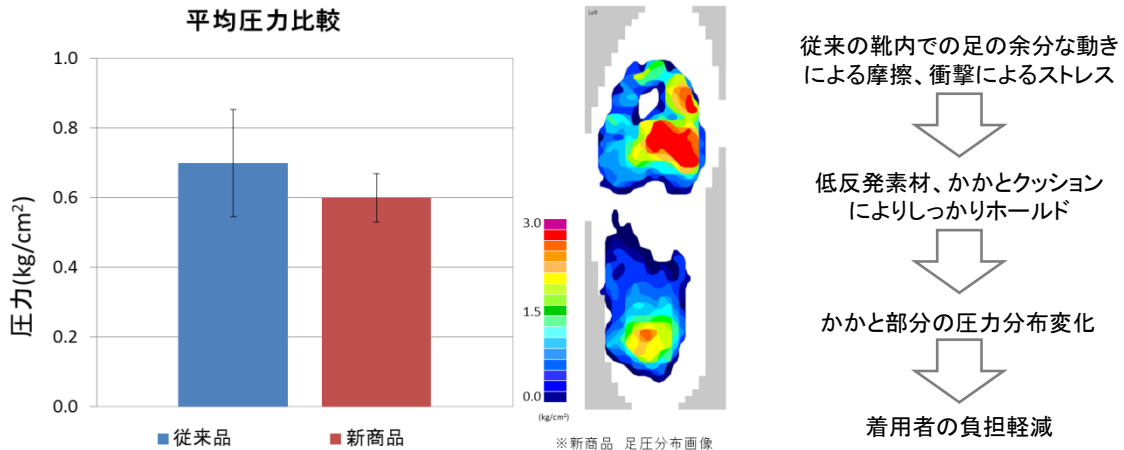 平均圧力比較
1.0
0.8
0.6
0.4
0.2
0.0
圧力(kg/cm²)
従来品
新商品
Left
3.0
1.5
0.0
(kg/cm²)
※新商品 足圧分布画像
従来の靴内での足の余分な動き
による摩擦、衝撃によるストレス
低反発素材、かかとクッション
によりしっかりホールド
かかと部分の圧力分布変化
着用者の負担軽減